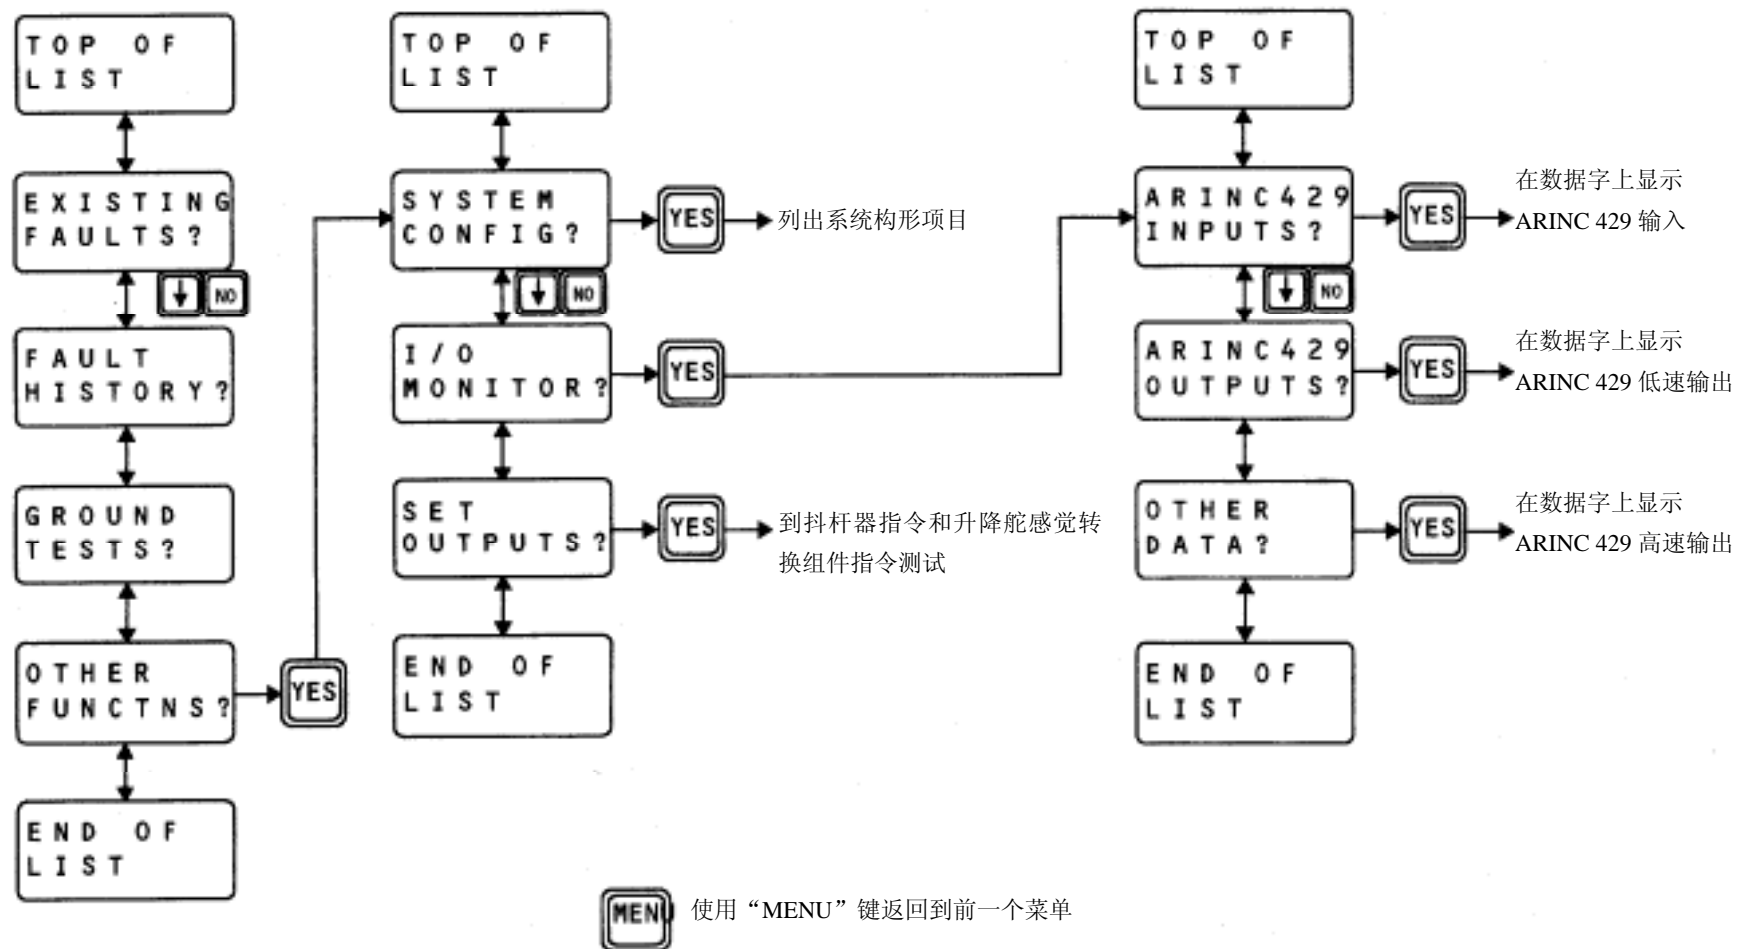 TOP OF
LIST
EXISTING
FAULTS?
↓ NO
FAULT
HISTORY?
GROUND
TESTS?
OTHER
FUNCTNS?
YES
END OF
LIST
TOP OF
LIST
SYSTEM
CONFIG?
YES
列出系统构形项目
↓ NO
I/O
MONITOR?
YES
SET
OUTPUTS?
YES
到抖杆器指令和升降舵感觉转
换组件指令测试
END OF
LIST
TOP OF
LIST
ARINC429
INPUTS?
YES
在数据字上显示
ARINC 429 输入
↓ NO
ARINC429
OUTPUTS?
YES
在数据字上显示
ARINC 429 低速输出
OTHER
DATA?
YES
在数据字上显示
ARINC 429 高速输出
END OF
LIST
MENU
使用“MENU”键返回到前一个菜单